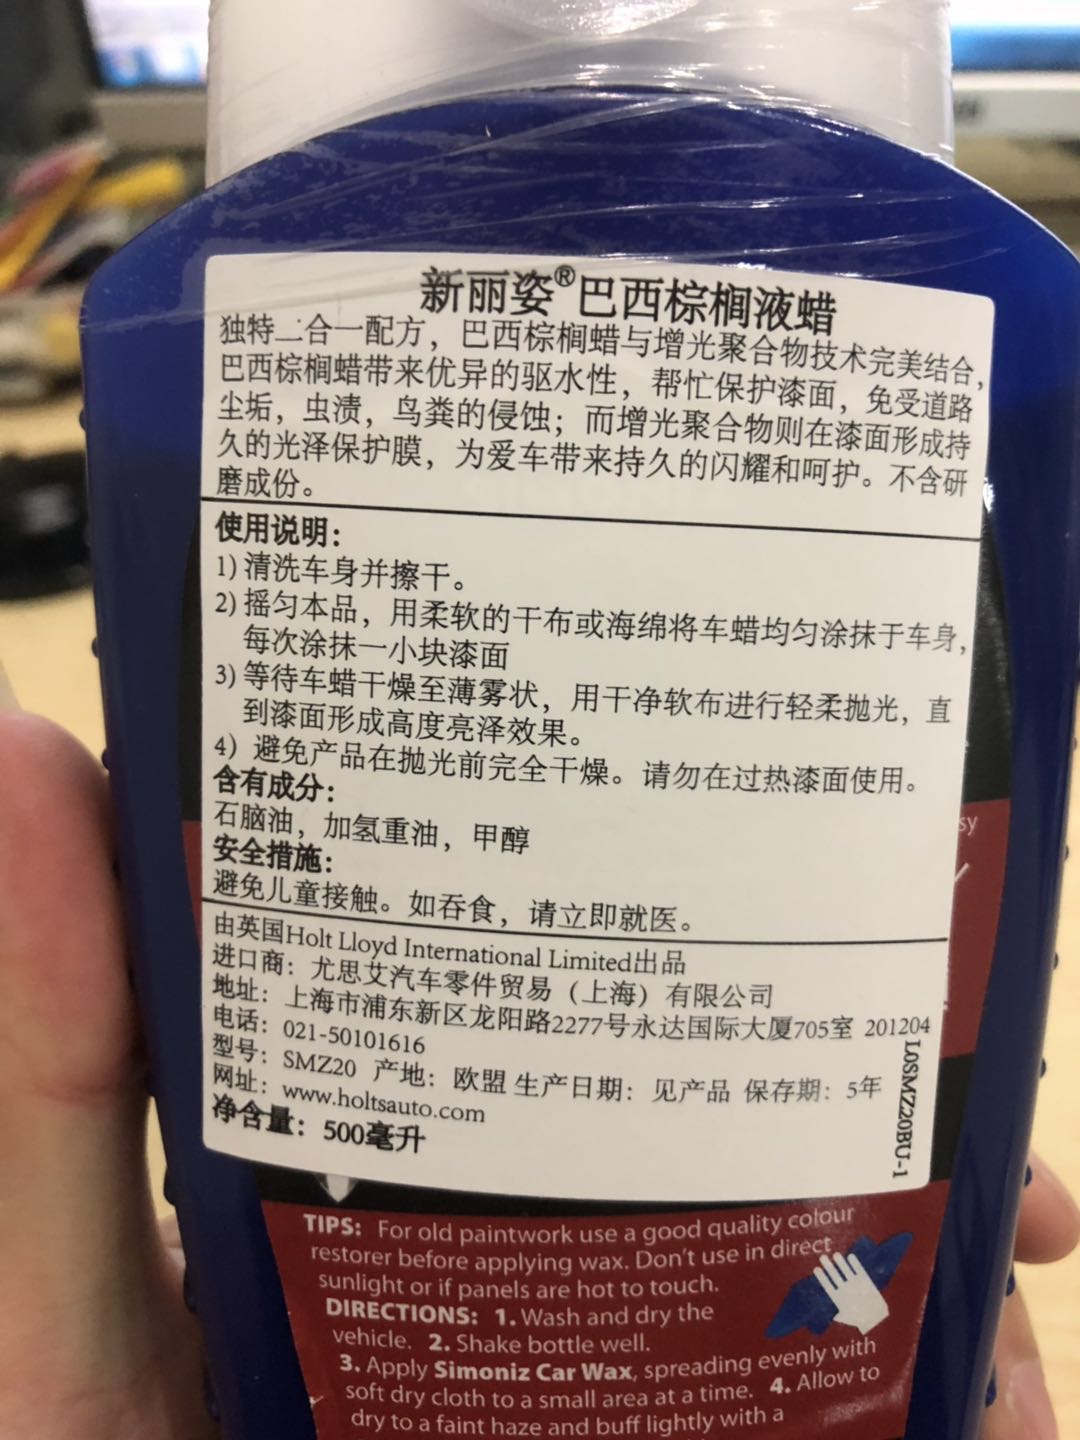 新丽姿®巴西棕榈液蜡
独特二合一配方，巴西棕榈蜡与增光聚合物技术完美结合，
巴西棕榈蜡带来优异的驱水性，帮忙保护漆面，免受道路
尘垢，虫渍，鸟粪的侵蚀；而增光聚合物则在漆面形成持
久的光泽保护膜，为爱车带来持久的闪耀和呵护。不含研
磨成份。
使用说明：
1) 清洗车身并擦干。
2) 摇匀本品，用柔软的干布或海绵将车蜡均匀涂抹于车身，
每次涂抹一小块漆面
3) 等待车蜡干燥至薄雾状，用干净软布进行轻柔抛光，直
到漆面形成高度亮泽效果。
4）避免产品在抛光前完全干燥。请勿在过热漆面使用。
含有成分：
石脑油，加氢重油，甲醇
安全措施：
避免儿童接触。如吞食，请立即就医。
由英国Holt Lloyd International Limited出品
进口商：尤思艾汽车零件贸易（上海）有限公司
地址：上海市浦东新区龙阳路2277号永达国际大厦705室 201204
电话：021-50101616
型号：SMZ20 产地：欧盟 生产日期：见产品 保存期：5年
网址：www.holtsauto.com
净含量：500毫升
L0SMZ20BU-1
sy
TIPS: For old paintwork use a good quality colour
restorer before applying wax. Don't use in direct
sunlight or if panels are hot to touch.
DIRECTIONS: 1. Wash and dry the
vehicle. 2. Shake bottle well.
3. Apply Simoniz Car Wax, spreading evenly with
soft dry cloth to a small area at a time. 4. Allow to
dry to a faint haze and buff lightly with a